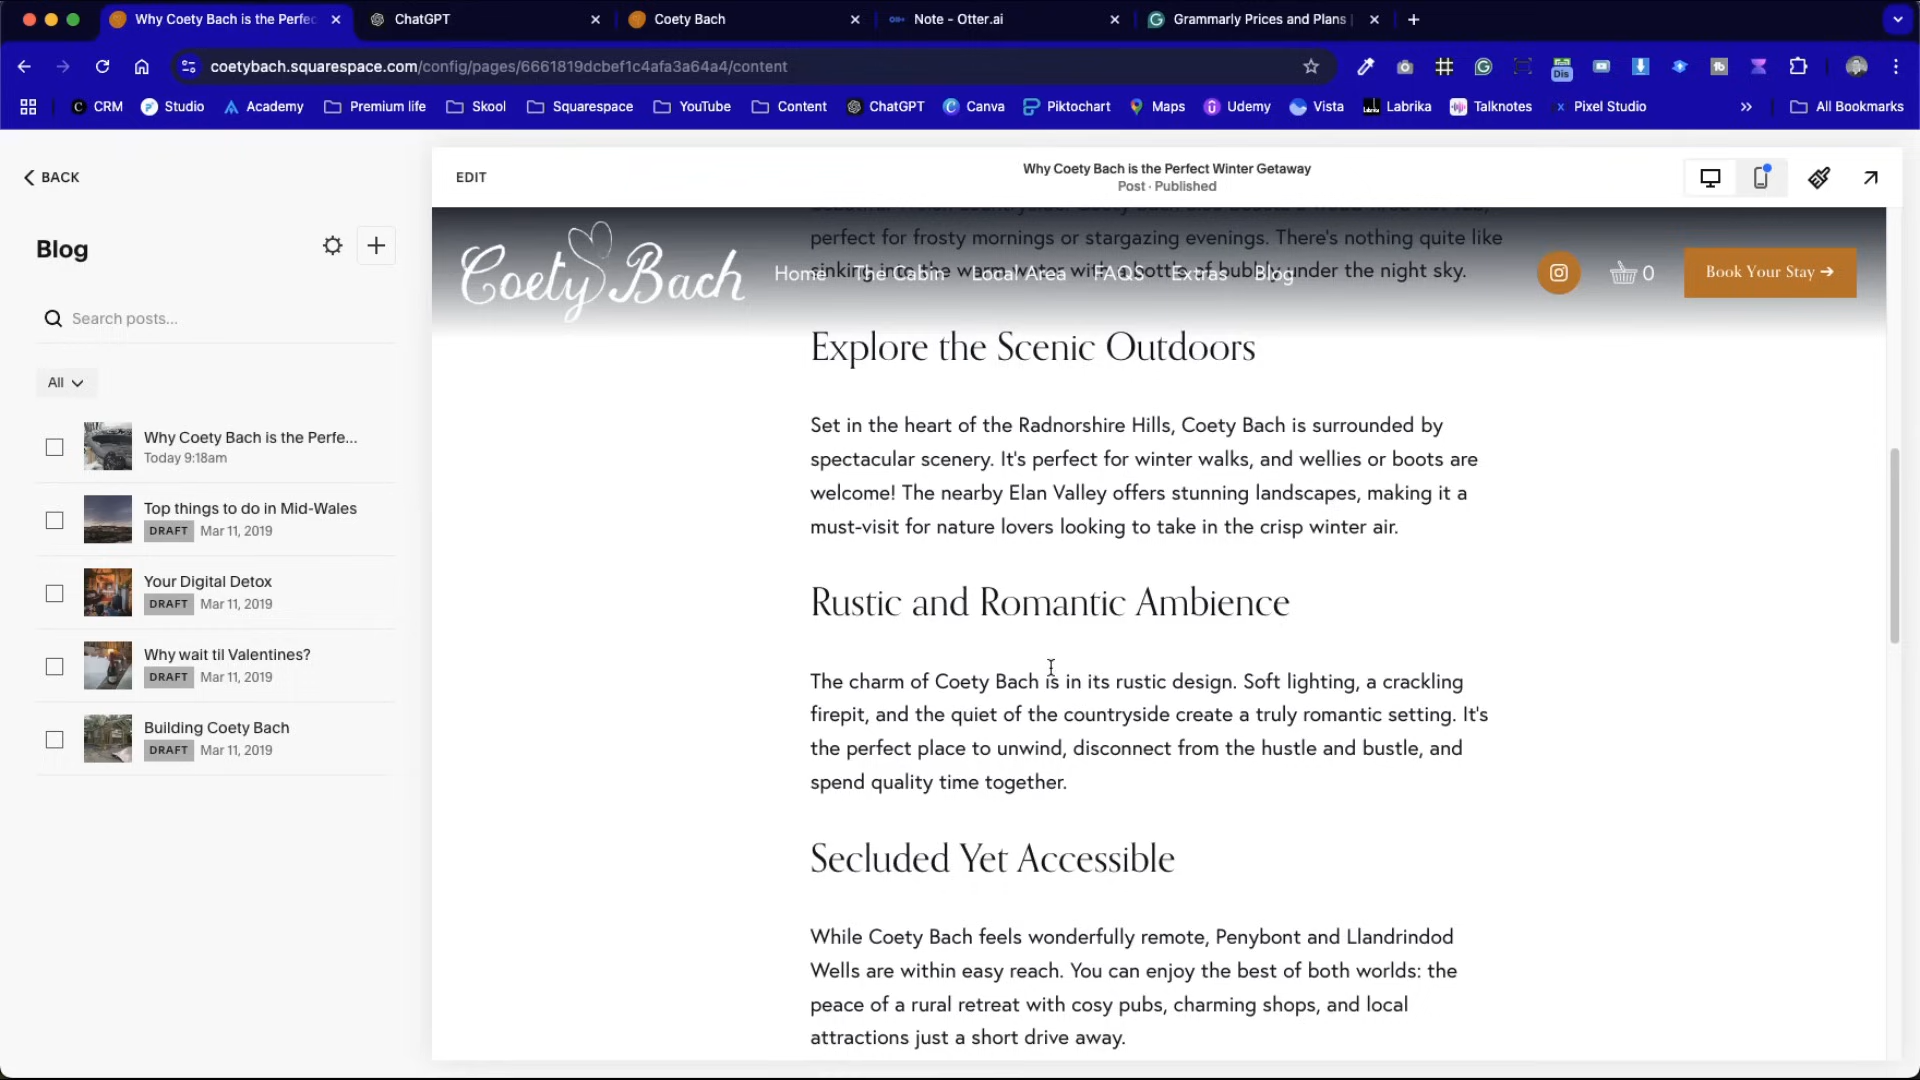 Why Coety Bach is the Perfec
ChatGPT
Coety Bach
Note - Otter.ai
Grammarly Prices and Plans
coetybach.squarespace.com/config/pages/6661819dcbef1c4afa3a64a4/content
CRM
Studio
Academy
Premium life
Skool
Squarespace
YouTube
Content
ChatGPT
Canva
Piktochart
Maps
Udemy
Vista
Labrika
Talknotes
Pixel Studio
All Bookmarks
BACK
EDIT
Why Coety Bach is the Perfect Winter Getaway
Post · Published
Blog
Search posts...
All
Why Coety Bach is the Perfe...
Today 9:18am
Top things to do in Mid-Wales
DRAFT Mar 11, 2019
Your Digital Detox
DRAFT Mar 11, 2019
Why wait til Valentines?
DRAFT Mar 11, 2019
Building Coety Bach
DRAFT Mar 11, 2019
Coety Bach
Home
The Cabin
Local Area
FAQS
Extras
Blog
0
Book Your Stay →
perfect for frosty mornings or stargazing evenings. There's nothing quite like
sinking into the warm water with a bottle of bubbly under the night sky.
Explore the Scenic Outdoors
Set in the heart of the Radnorshire Hills, Coety Bach is surrounded by
spectacular scenery. It's perfect for winter walks, and wellies or boots are
welcome! The nearby Elan Valley offers stunning landscapes, making it a
must-visit for nature lovers looking to take in the crisp winter air.
Rustic and Romantic Ambience
The charm of Coety Bach is in its rustic design. Soft lighting, a crackling
firepit, and the quiet of the countryside create a truly romantic setting. It's
the perfect place to unwind, disconnect from the hustle and bustle, and
spend quality time together.
Secluded Yet Accessible
While Coety Bach feels wonderfully remote, Penybont and Llandrindod
Wells are within easy reach. You can enjoy the best of both worlds: the
peace of a rural retreat with cosy pubs, charming shops, and local
attractions just a short drive away.